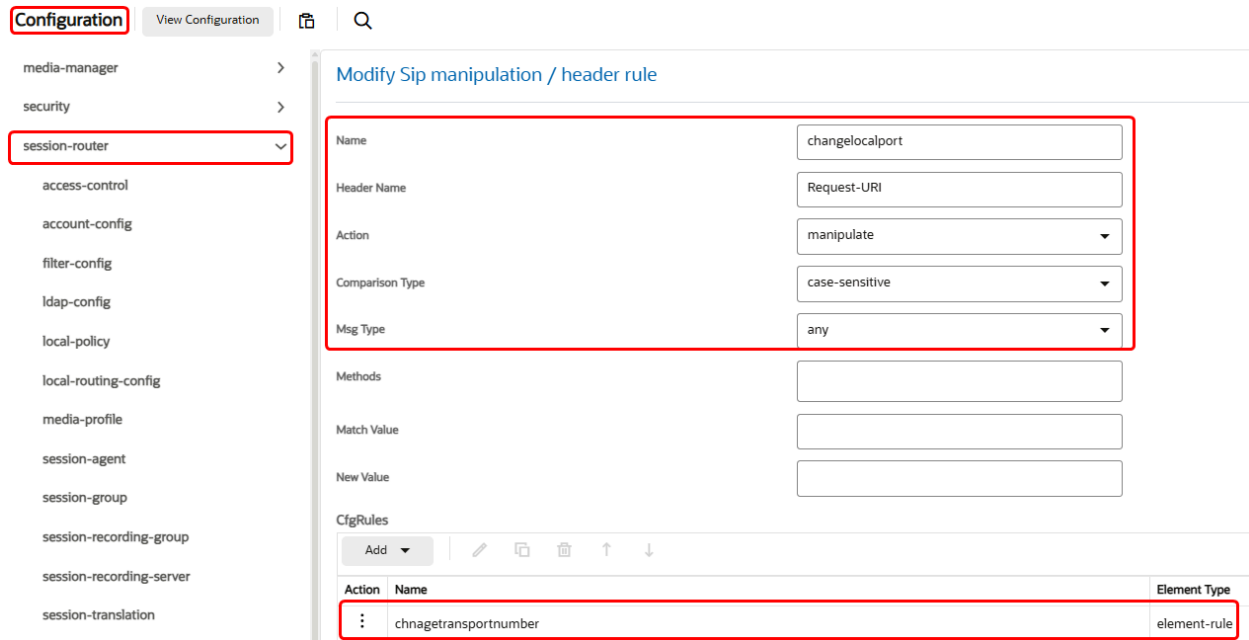 Configuration
View Configuration
media-manager
security
session-router
access-control
account-config
filter-config
ldap-config
local-policy
local-routing-config
media-profile
session-agent
session-group
session-recording-group
session-recording-server
session-translation
Modify Sip manipulation / header rule
Name changelocalport
Header Name Request-URI
Action manipulate
Comparison Type case-sensitive
Msg Type any
Methods
Match Value
New Value
CfgRules
Add
Action Name Element Type
chnagetransportnumber element-rule